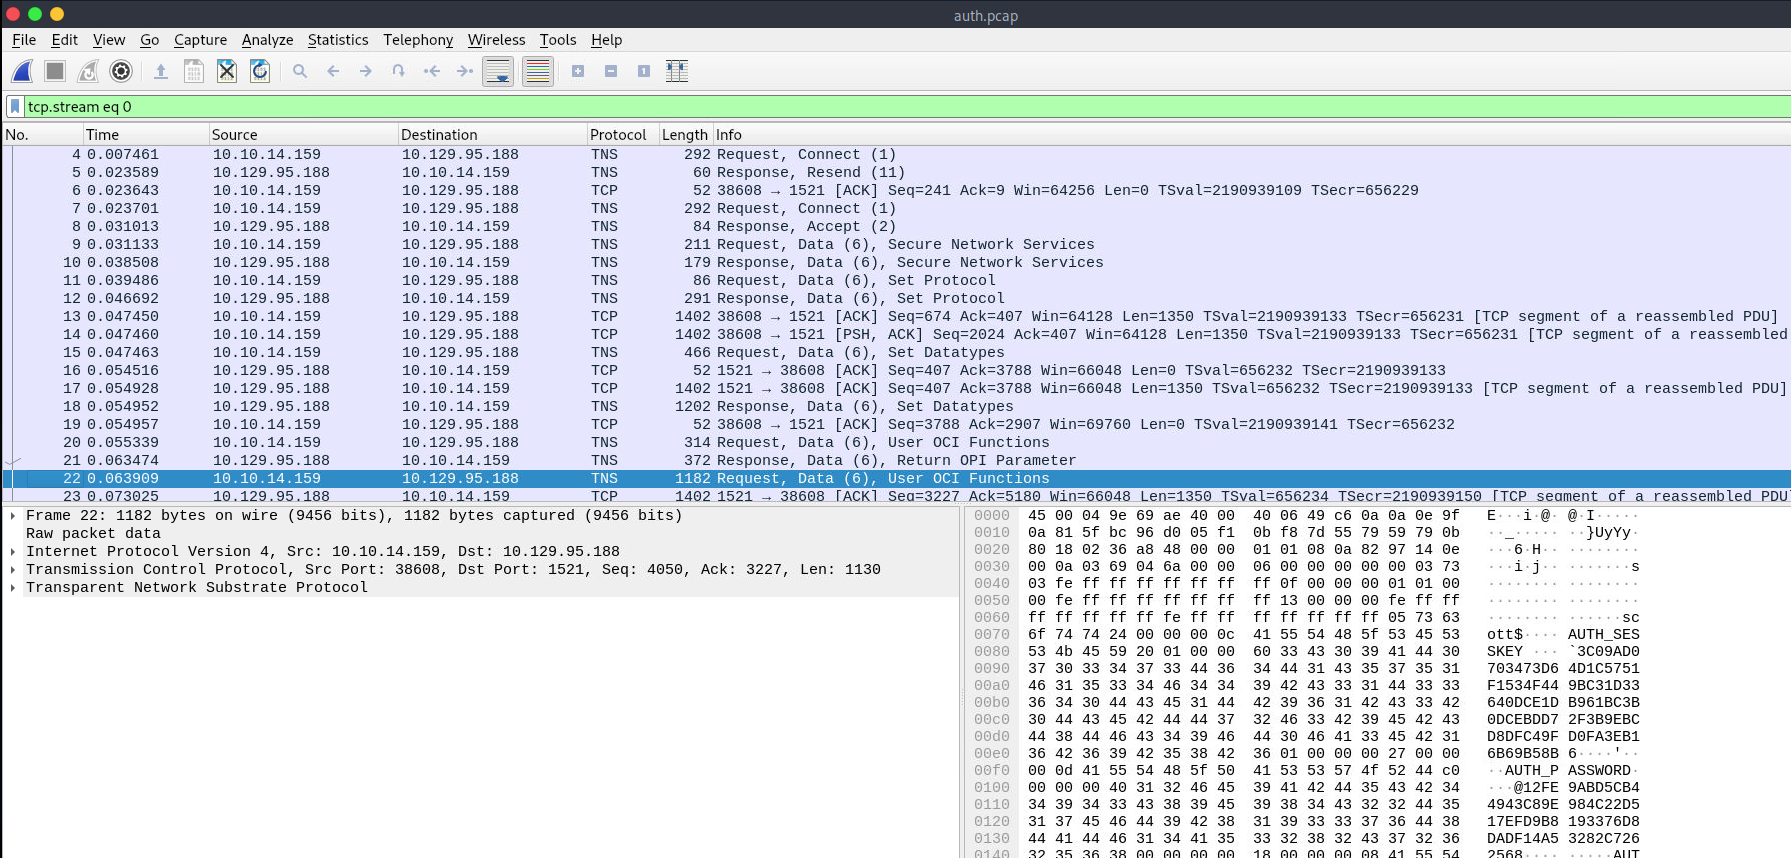 auth.pcap
File Edit View Go Capture Analyze Statistics Telephony Wireless Tools Help
tcp.stream eq 0
No. Time Source Destination Protocol Length Info
4 0.007461 10.10.14.159 10.129.95.188 TNS 292 Request, Connect (1)
5 0.023589 10.129.95.188 10.10.14.159 TNS 60 Response, Resend (11)
6 0.023643 10.10.14.159 10.129.95.188 TCP 52 38608 → 1521 [ACK] Seq=241 Ack=9 Win=64256 Len=0 TSval=2190939109 TSecr=656229
7 0.023701 10.10.14.159 10.129.95.188 TNS 292 Request, Connect (1)
8 0.031013 10.129.95.188 10.10.14.159 TNS 84 Response, Accept (2)
9 0.031133 10.10.14.159 10.129.95.188 TNS 211 Request, Data (6), Secure Network Services
10 0.038508 10.129.95.188 10.10.14.159 TNS 179 Response, Data (6), Secure Network Services
11 0.039486 10.10.14.159 10.129.95.188 TNS 86 Request, Data (6), Set Protocol
12 0.046692 10.129.95.188 10.10.14.159 TNS 291 Response, Data (6), Set Protocol
13 0.047450 10.10.14.159 10.129.95.188 TCP 1402 38608 → 1521 [ACK] Seq=674 Ack=407 Win=64128 Len=1350 TSval=2190939133 TSecr=656231 [TCP segment of a reassembled PDU]
14 0.047460 10.10.14.159 10.129.95.188 TCP 1402 38608 → 1521 [PSH, ACK] Seq=2024 Ack=407 Win=64128 Len=1350 TSval=2190939133 TSecr=656231 [TCP segment of a reassembled
15 0.047463 10.10.14.159 10.129.95.188 TNS 466 Request, Data (6), Set Datatypes
16 0.054516 10.129.95.188 10.10.14.159 TCP 52 1521 → 38608 [ACK] Seq=407 Ack=3788 Win=66048 Len=0 TSval=656232 TSecr=2190939133
17 0.054928 10.129.95.188 10.10.14.159 TCP 1402 1521 → 38608 [ACK] Seq=407 Ack=3788 Win=66048 Len=1350 TSval=656232 TSecr=2190939133 [TCP segment of a reassembled PDU]
18 0.054952 10.129.95.188 10.10.14.159 TNS 1202 Response, Data (6), Set Datatypes
19 0.054957 10.10.14.159 10.129.95.188 TCP 52 38608 → 1521 [ACK] Seq=3788 Ack=2907 Win=69760 Len=0 TSval=2190939141 TSecr=656232
20 0.055339 10.10.14.159 10.129.95.188 TNS 314 Request, Data (6), User OCI Functions
21 0.063474 10.129.95.188 10.10.14.159 TNS 372 Response, Data (6), Return OPI Parameter
22 0.063909 10.10.14.159 10.129.95.188 TNS 1182 Request, Data (6), User OCI Functions
23 0.073025 10.129.95.188 10.10.14.159 TCP 1402 1521 → 38608 [ACK] Seq=3227 Ack=5180 Win=66048 Len=1350 TSval=656234 TSecr=2190939150 [TCP segment of a reassembled PDU
Frame 22: 1182 bytes on wire (9456 bits), 1182 bytes captured (9456 bits)
Raw packet data
Internet Protocol Version 4, Src: 10.10.14.159, Dst: 10.129.95.188
Transmission Control Protocol, Src Port: 38608, Dst Port: 1521, Seq: 4050, Ack: 3227, Len: 1130
Transparent Network Substrate Protocol
0000 45 00 04 9e 69 ae 40 00 40 06 49 c6 0a 0a 0e 9f E···i·@· @·I·····
0010 0a 81 5f bc 96 d0 05 f1 0b f8 7d 55 79 59 79 0b ··_····· ··}UyYy·
0020 80 18 02 36 a8 48 00 00 01 01 08 0a 82 97 14 0e ···6·H·· ········
0030 00 0a 03 69 04 6a 00 00 06 00 00 00 00 00 03 73 ···i·j·· ·······s
0040 03 fe ff ff ff ff ff ff ff 0f 00 00 00 01 01 00 ········ ········
0050 00 fe ff ff ff ff ff ff ff 13 00 00 00 fe ff ff ········ ········
0060 ff ff ff ff ff fe ff ff ff ff ff ff ff 05 73 63 ········ ······sc
0070 6f 74 74 24 00 00 00 0c 41 55 54 48 5f 53 45 53 ott$···· AUTH_SES
0080 53 4b 45 59 20 01 00 00 60 33 43 30 39 41 44 30 SKEY ··· `3C09AD0
0090 37 30 33 34 37 33 44 36 34 44 31 43 35 37 35 31 703473D6 4D1C5751
00a0 46 31 35 33 34 46 34 34 39 42 43 33 31 44 33 33 F1534F44 9BC31D33
00b0 36 34 30 44 43 45 31 44 42 39 36 31 42 43 33 42 640DCE1D B961BC3B
00c0 30 44 43 45 42 44 44 37 32 46 33 42 39 45 42 43 0DCEBDD7 2F3B9EBC
00d0 44 38 44 46 43 34 39 46 44 30 46 41 33 45 42 31 D8DFC49F D0FA3EB1
00e0 36 42 36 39 42 35 38 42 36 01 00 00 00 27 00 00 6B69B58B 6····'··
00f0 00 0d 41 55 54 48 5f 50 41 53 53 57 4f 52 44 c0 ··AUTH_P ASSWORD·
0100 00 00 00 40 31 32 46 45 39 41 42 44 35 43 42 34 ···@12FE 9ABD5CB4
0110 34 39 34 33 43 38 39 45 39 38 34 43 32 32 44 35 4943C89E 984C22D5
0120 31 37 45 46 44 39 42 38 31 39 33 33 37 36 44 38 17EFD9B8 193376D8
0130 44 41 44 46 31 34 41 35 33 32 38 32 43 37 32 36 DADF14A5 3282C726
0140 32 35 36 38 00 00 00 00 18 00 00 00 08 41 55 54 2568···· ·····AUT